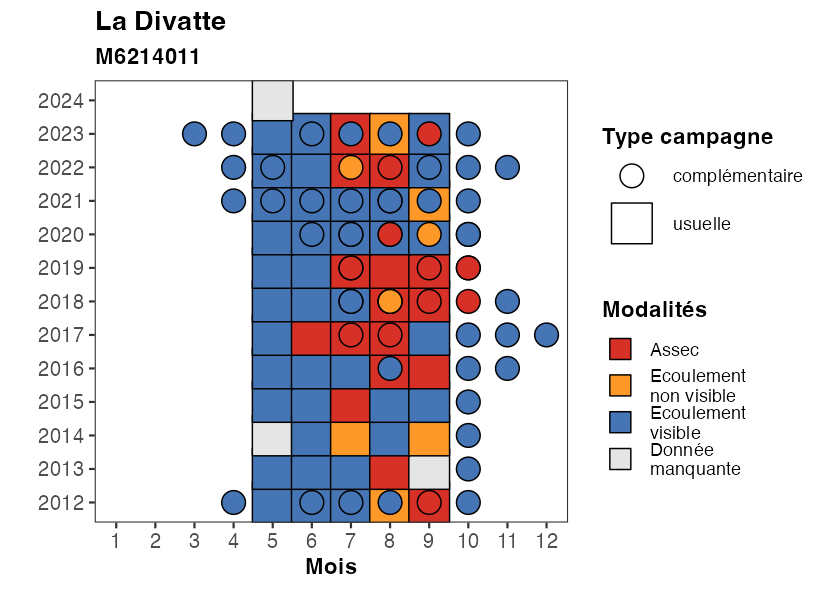 La Divatte
M6214011
2024
2023
2022
2021
2020
2019
2018
2017
2016
2015
2014
2013
2012
1 2 3 4 5 6 7 8 9 10 11 12
Mois
Type campagne
complémentaire
usuelle
Modalités
Assec
Ecoulement
non visible
Ecoulement
visible
Donnée
manquante